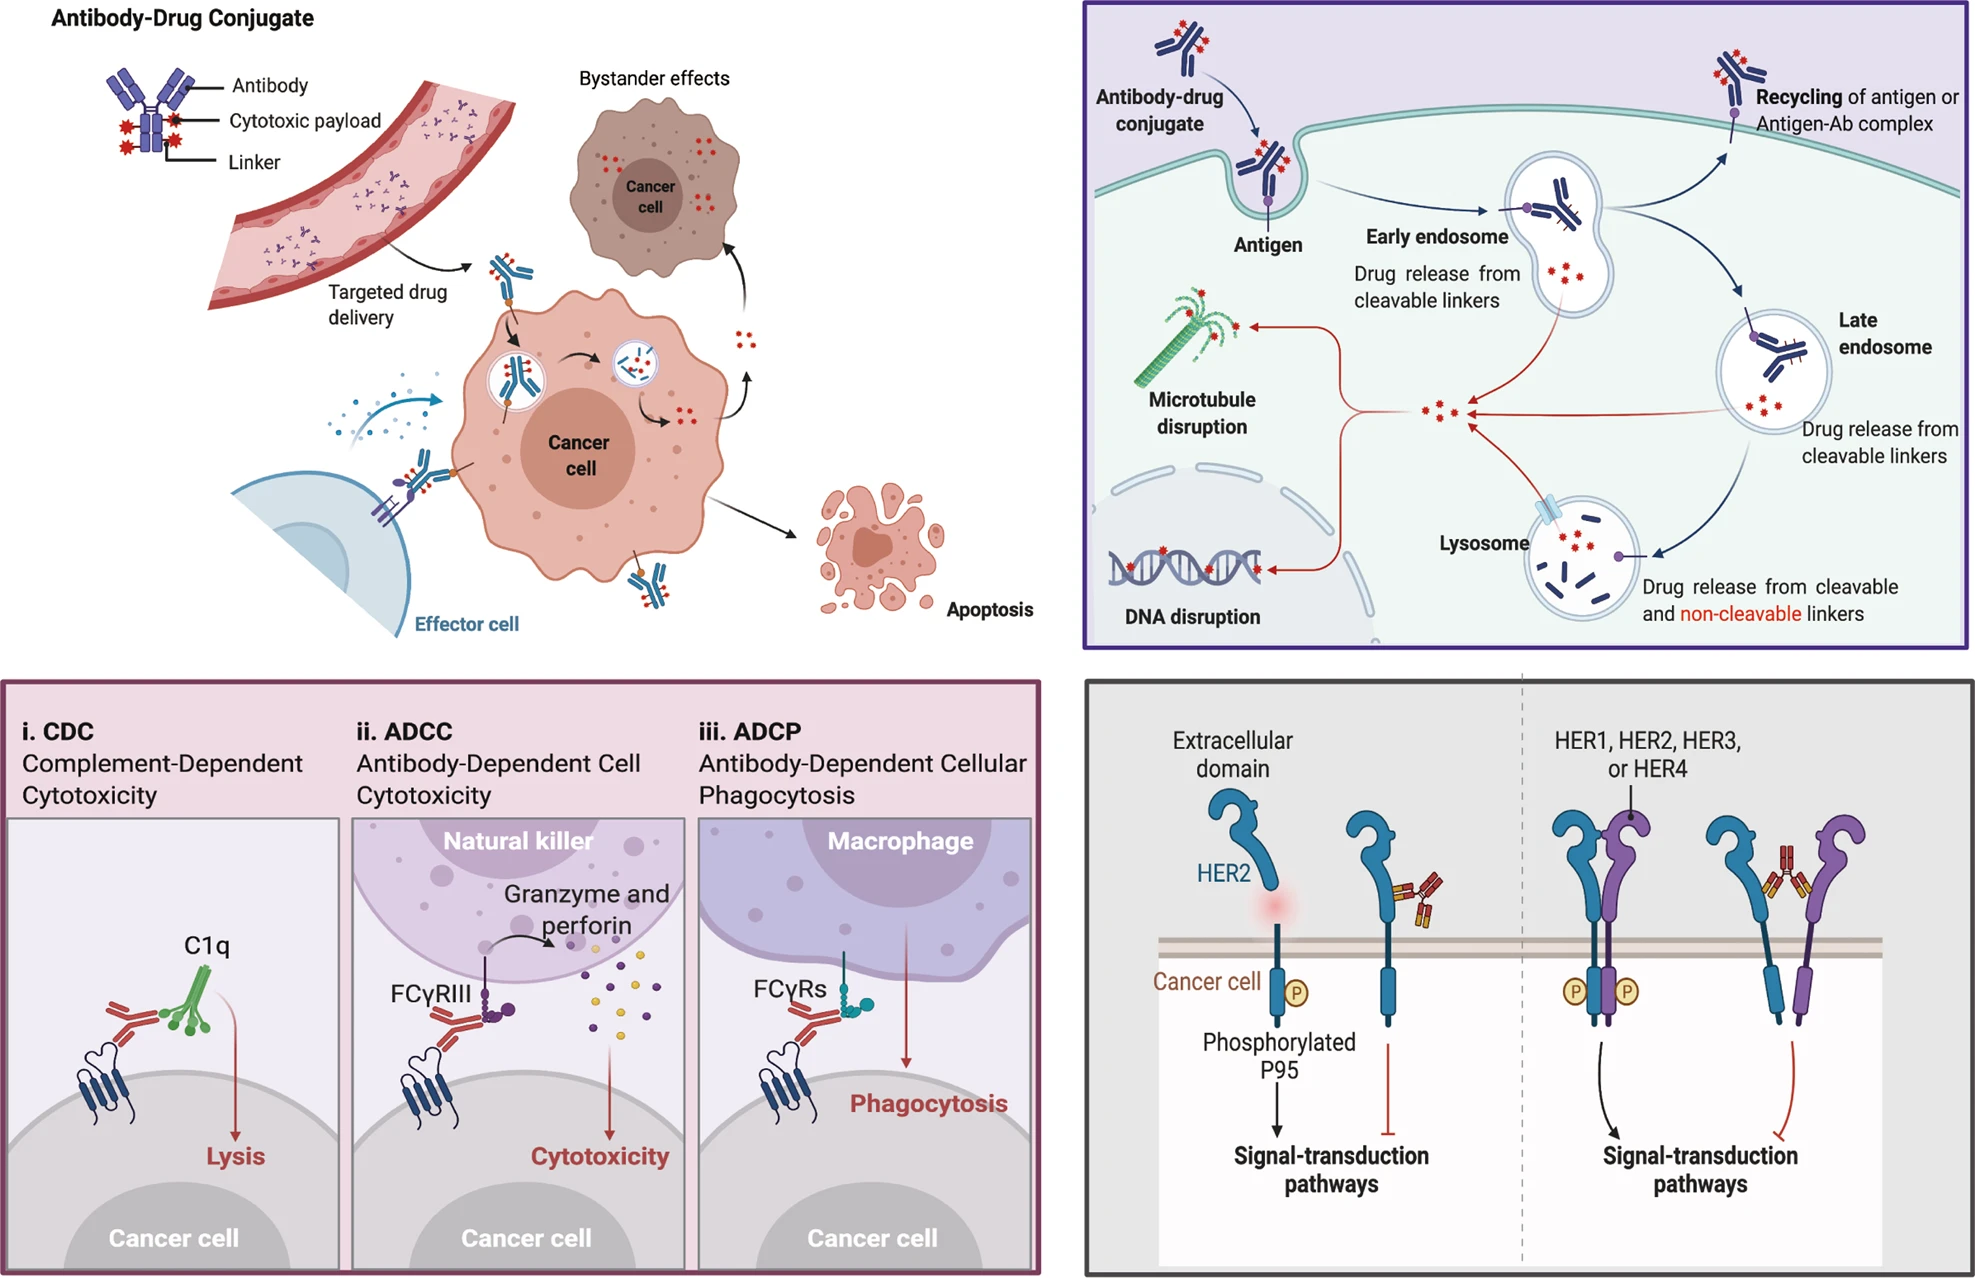 Antibody-Drug Conjugate
Antibody
Cytotoxic payload
Linker
Targeted drug
delivery
Bystander effects
Cancer
cell
Cancer
cell
Effector cell
Apoptosis
Antibody-drug
conjugate
Antigen
Early endosome
Drug release from
cleavable linkers
Recycling of antigen or
Antigen-Ab complex
Late
endosome
Drug release from
cleavable linkers
Microtubule
disruption
Lysosome
Drug release from cleavable
and non-cleavable linkers
DNA disruption
i. CDC
Complement-Dependent
Cytotoxicity
C1q
Lysis
Cancer cell
ii. ADCC
Antibody-Dependent Cell
Cytotoxicity
Natural killer
Granzyme and
perforin
FCγRIII
Cytotoxicity
Cancer cell
iii. ADCP
Antibody-Dependent Cellular
Phagocytosis
Macrophage
FCγRs
Phagocytosis
Cancer cell
Extracellular
domain
HER2
Cancer cell
P
Phosphorylated
P95
Signal-transduction
pathways
HER1, HER2, HER3,
or HER4
P
P
Signal-transduction
pathways